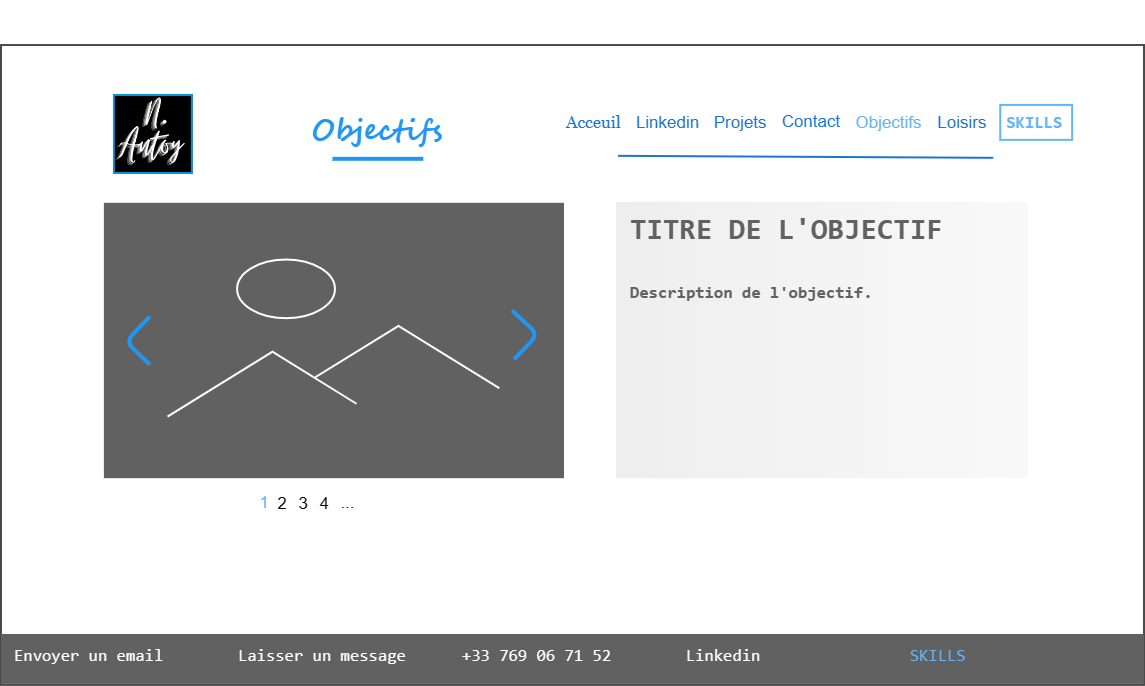 N.
Antoy
Objectifs
Acceuil Linkedin Projets Contact Objectifs Loisirs SKILLS
TITRE DE L'OBJECTIF
Description de l'objectif.
1 2 3 4 ...
Envoyer un email Laisser un message +33 769 06 71 52 Linkedin SKILLS